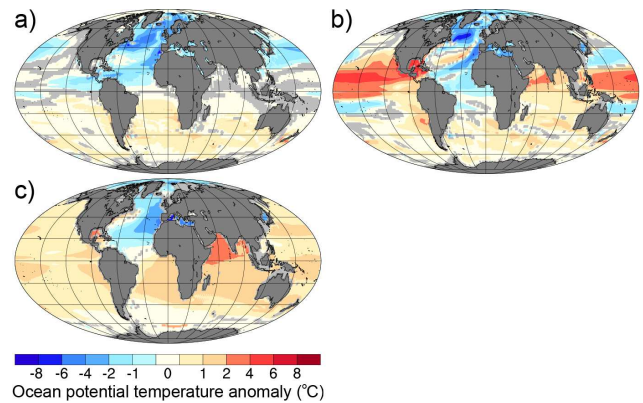 a) b)
c)
-8 -6 -4 -2 -1 0 1 2 4 6 8
Ocean potential temperature anomaly (°C)